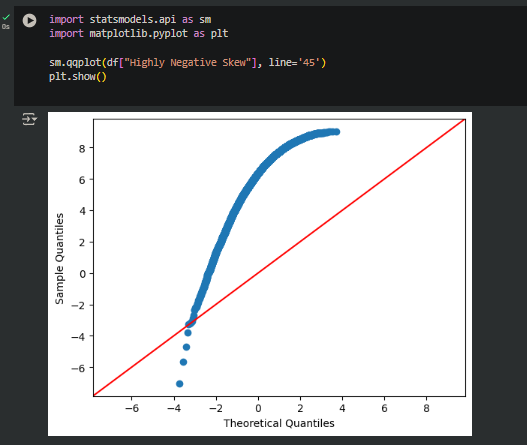 import statsmodels.api as sm
import matplotlib.pyplot as plt
sm.qqplot(df["Highly Negative Skew"], line='45')
plt.show()
0s
8
6
4
2
0
−2
−4
−6
Sample Quantiles
−6 −4 −2 0 2 4 6 8
Theoretical Quantiles